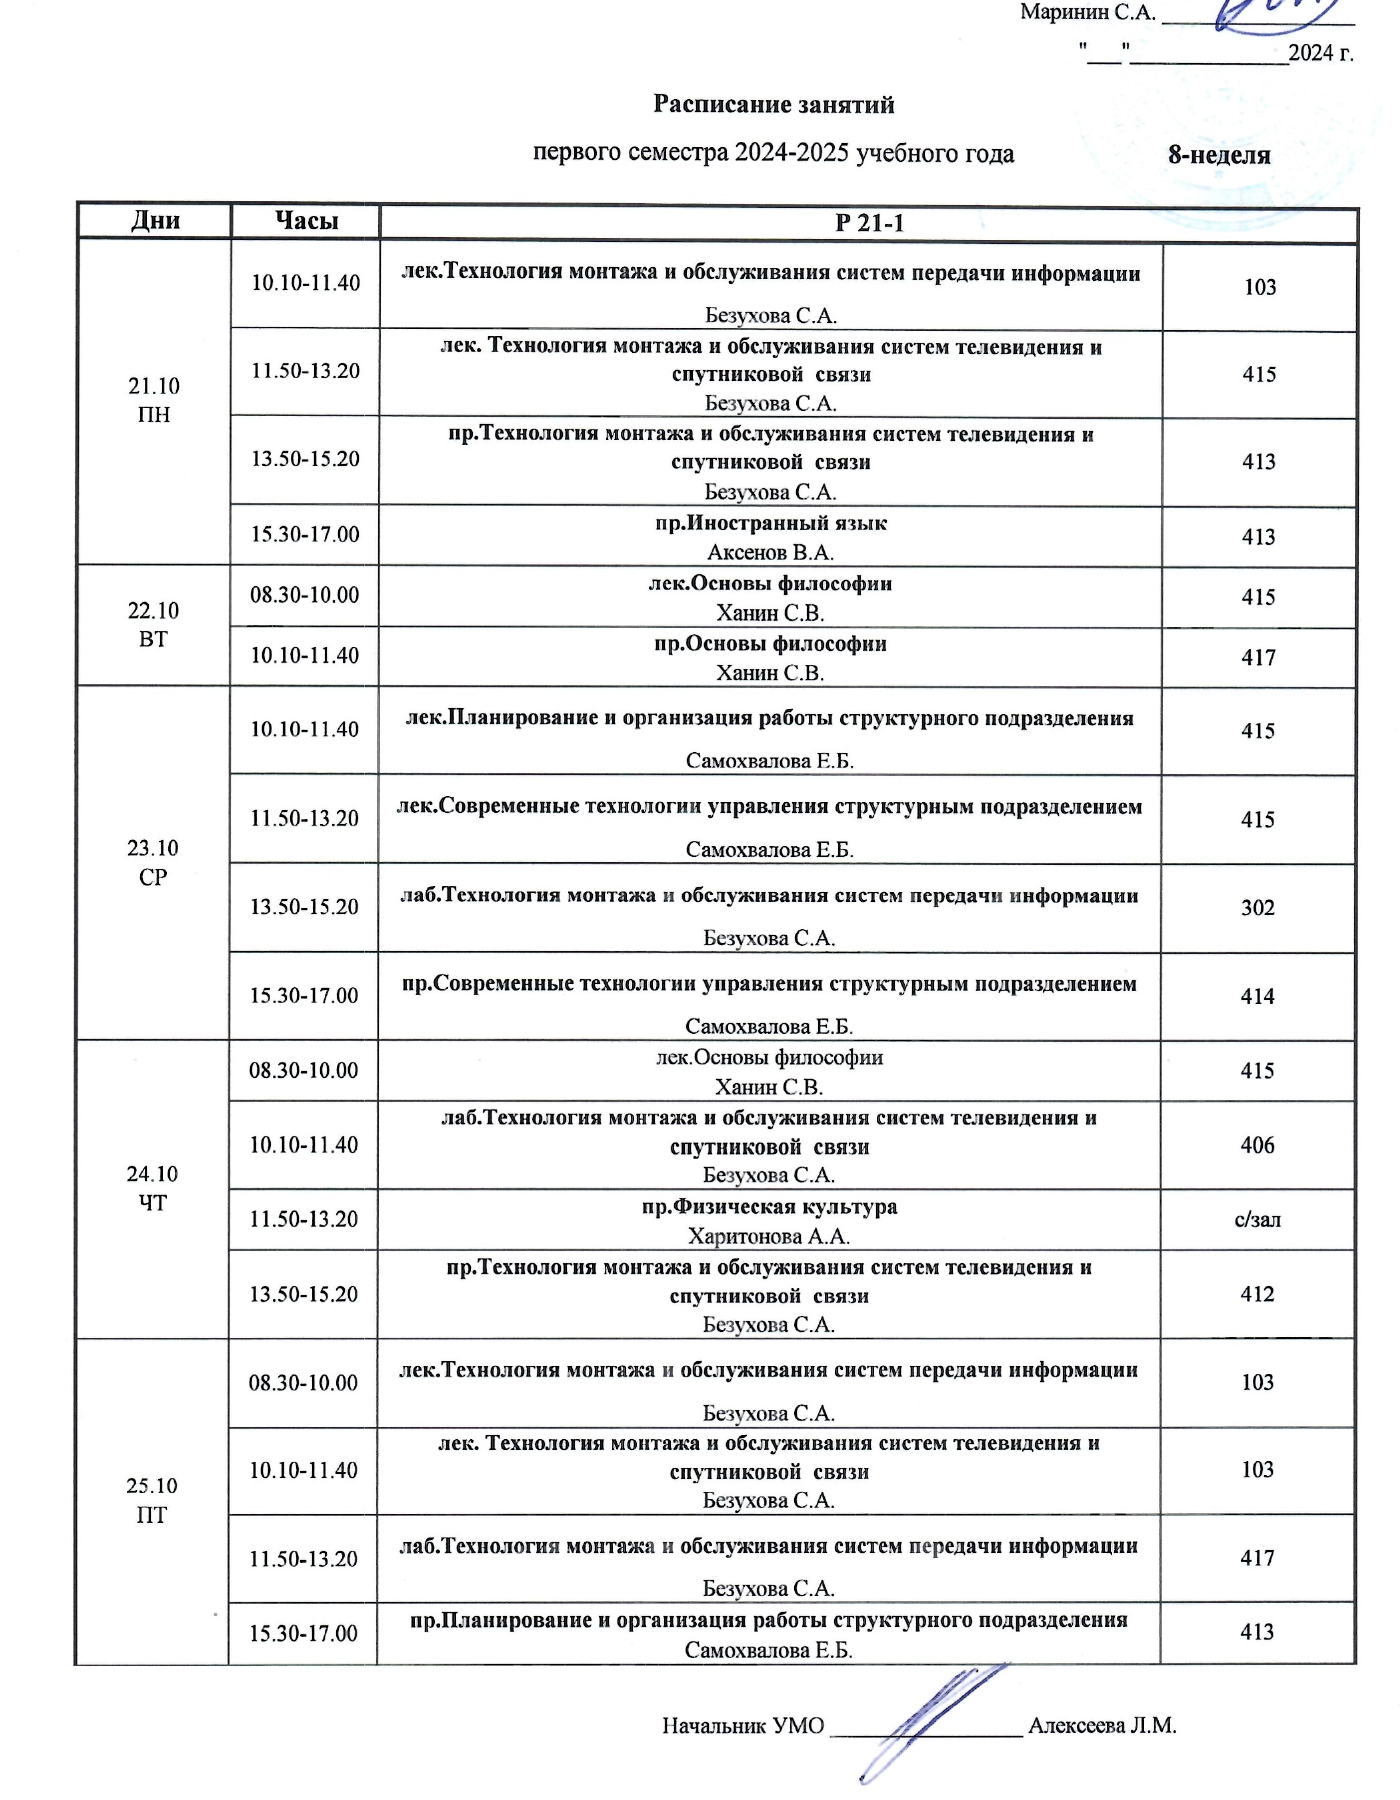 Маринин С.А. ________________
"___"_____________2024 г.
Расписание занятий
первого семестра 2024-2025 учебного года
8-неделя
Дни Часы Р 21-1
21.10
ПН
10.10-11.40
лек.Технология монтажа и обслуживания систем передачи информации
Безухова С.А.
103
11.50-13.20
лек. Технология монтажа и обслуживания систем телевидения и
спутниковой связи
Безухова С.А.
415
13.50-15.20
пр.Технология монтажа и обслуживания систем телевидения и
спутниковой связи
Безухова С.А.
413
15.30-17.00
пр.Иностранный язык
Аксенов В.А.
413
22.10
ВТ
08.30-10.00
лек.Основы философии
Ханин С.В.
415
10.10-11.40
пр.Основы философии
Ханин С.В.
417
23.10
СР
10.10-11.40
лек.Планирование и организация работы структурного подразделения
Самохвалова Е.Б.
415
11.50-13.20
лек.Современные технологии управления структурным подразделением
Самохвалова Е.Б.
415
13.50-15.20
лаб.Технология монтажа и обслуживания систем передачи информации
Безухова С.А.
302
15.30-17.00
пр.Современные технологии управления структурным подразделением
Самохвалова Е.Б.
414
24.10
ЧТ
08.30-10.00
лек.Основы философии
Ханин С.В.
415
10.10-11.40
лаб.Технология монтажа и обслуживания систем телевидения и
спутниковой связи
Безухова С.А.
406
11.50-13.20
пр.Физическая культура
Харитонова А.А.
с/зал
13.50-15.20
пр.Технология монтажа и обслуживания систем телевидения и
спутниковой связи
Безухова С.А.
412
25.10
ПТ
08.30-10.00
лек.Технология монтажа и обслуживания систем передачи информации
Безухова С.А.
103
10.10-11.40
лек. Технология монтажа и обслуживания систем телевидения и
спутниковой связи
Безухова С.А.
103
11.50-13.20
лаб.Технология монтажа и обслуживания систем передачи информации
Безухова С.А.
417
15.30-17.00
пр.Планирование и организация работы структурного подразделения
Самохвалова Е.Б.
413
Начальник УМО ________________ Алексеева Л.М.